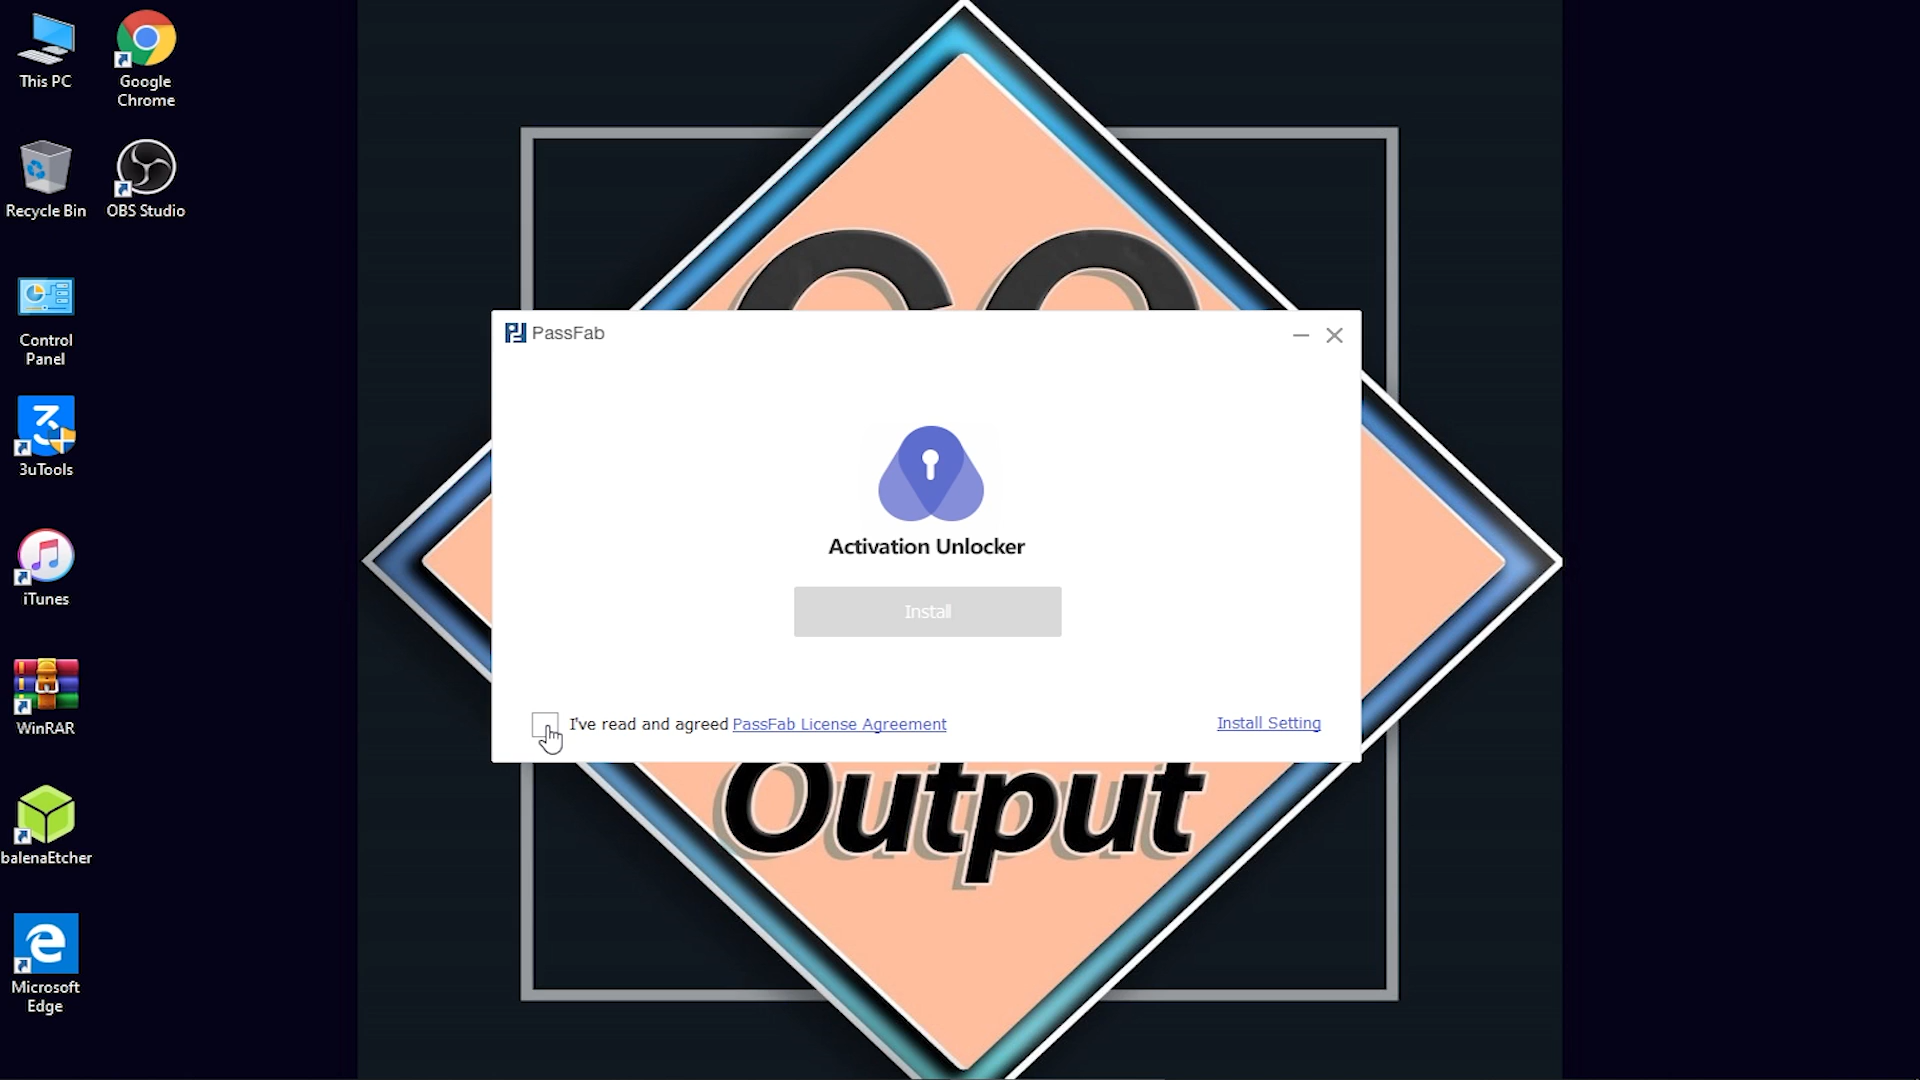 This PC
Google
Chrome
Recycle Bin
OBS Studio
Control
Panel
3uTools
iTunes
WinRAR
balenaEtcher
Microsoft
Edge
PassFab
Activation Unlocker
Install
I've read and agreed PassFab License Agreement
Install Setting
Output